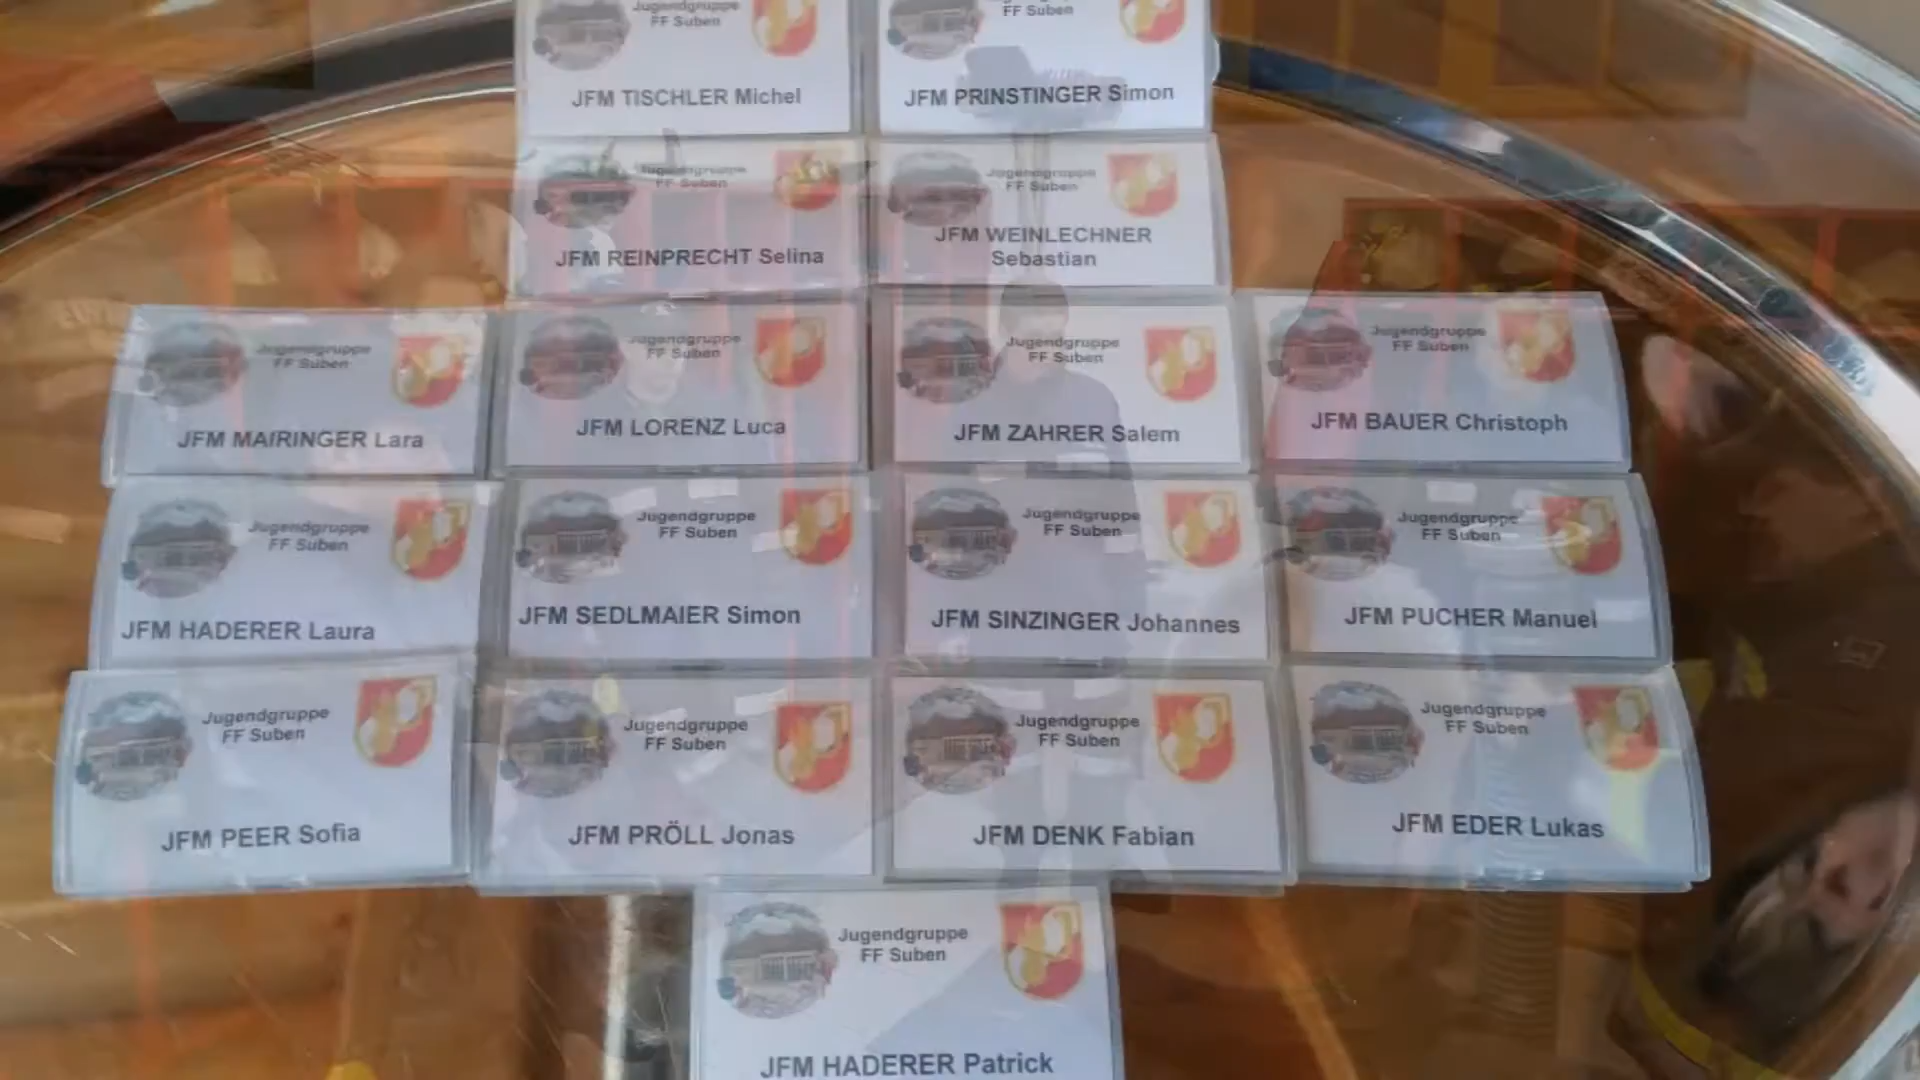 Jugendgruppe
FF Suben
JFM TISCHLER Michel
FF Suben
JFM PRINSTINGER Simon
Jugendgruppe
FF Suben
JFM REINPRECHT Selina
Jugendgruppe
FF Suben
JFM WEINLECHNER
Sebastian
Jugendgruppe
FF Suben
JFM MAIRINGER Lara
Jugendgruppe
FF Suben
JFM LORENZ Luca
Jugendgruppe
FF Suben
JFM ZAHRER Salem
Jugendgruppe
FF Suben
JFM BAUER Christoph
Jugendgruppe
FF Suben
JFM HADERER Laura
Jugendgruppe
FF Suben
JFM SEDLMAIER Simon
Jugendgruppe
FF Suben
JFM SINZINGER Johannes
Jugendgruppe
FF Suben
JFM PUCHER Manuel
Jugendgruppe
FF Suben
JFM PEER Sofia
Jugendgruppe
FF Suben
JFM PRÖLL Jonas
Jugendgruppe
FF Suben
JFM DENK Fabian
Jugendgruppe
FF Suben
JFM EDER Lukas
Jugendgruppe
FF Suben
JFM HADERER Patrick